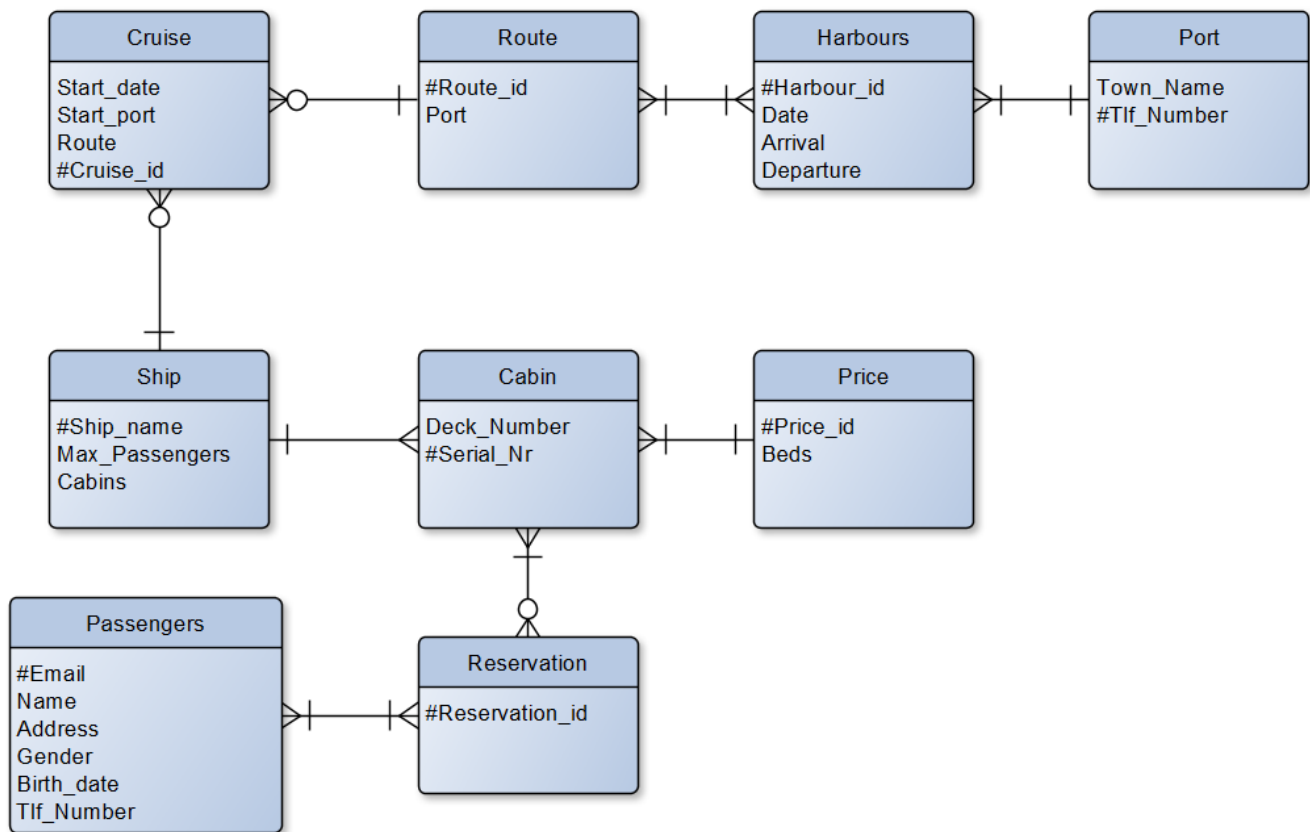 Cruise
Start_date
Start_port
Route
#Cruise_id
Route
#Route_id
Port
Harbours
#Harbour_id
Date
Arrival
Departure
Port
Town_Name
#Tlf_Number
Ship
#Ship_name
Max_Passengers
Cabins
Cabin
Deck_Number
#Serial_Nr
Price
#Price_id
Beds
Passengers
#Email
Name
Address
Gender
Birth_date
Tlf_Number
Reservation
#Reservation_id